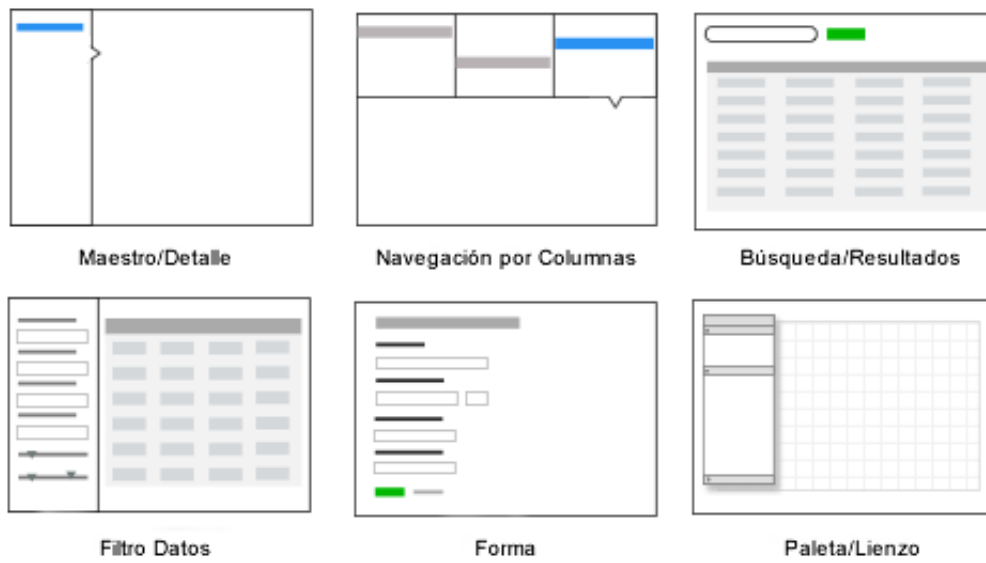 Maestro/Detalle
Navegación por Columnas
Búsqueda/Resultados
Filtro Datos
Forma
Paleta/Lienzo